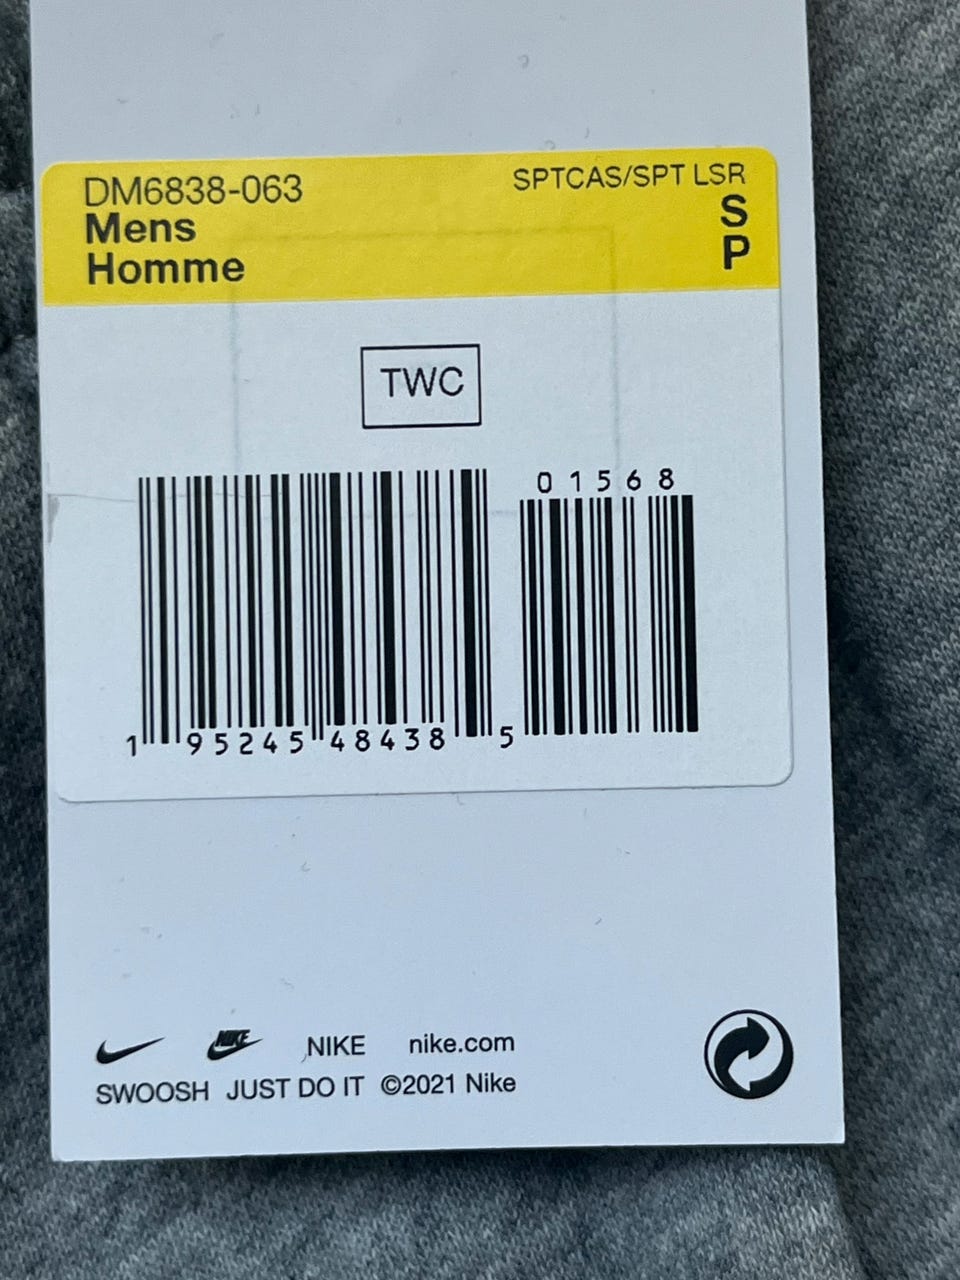 DM6838-063
SPTCAS/SPT LSR
Mens
S
Homme
P
TWC
01568
1 95245 48438 5
NIKE
NIKE
nike.com
SWOOSH JUST DO IT ©2021 Nike